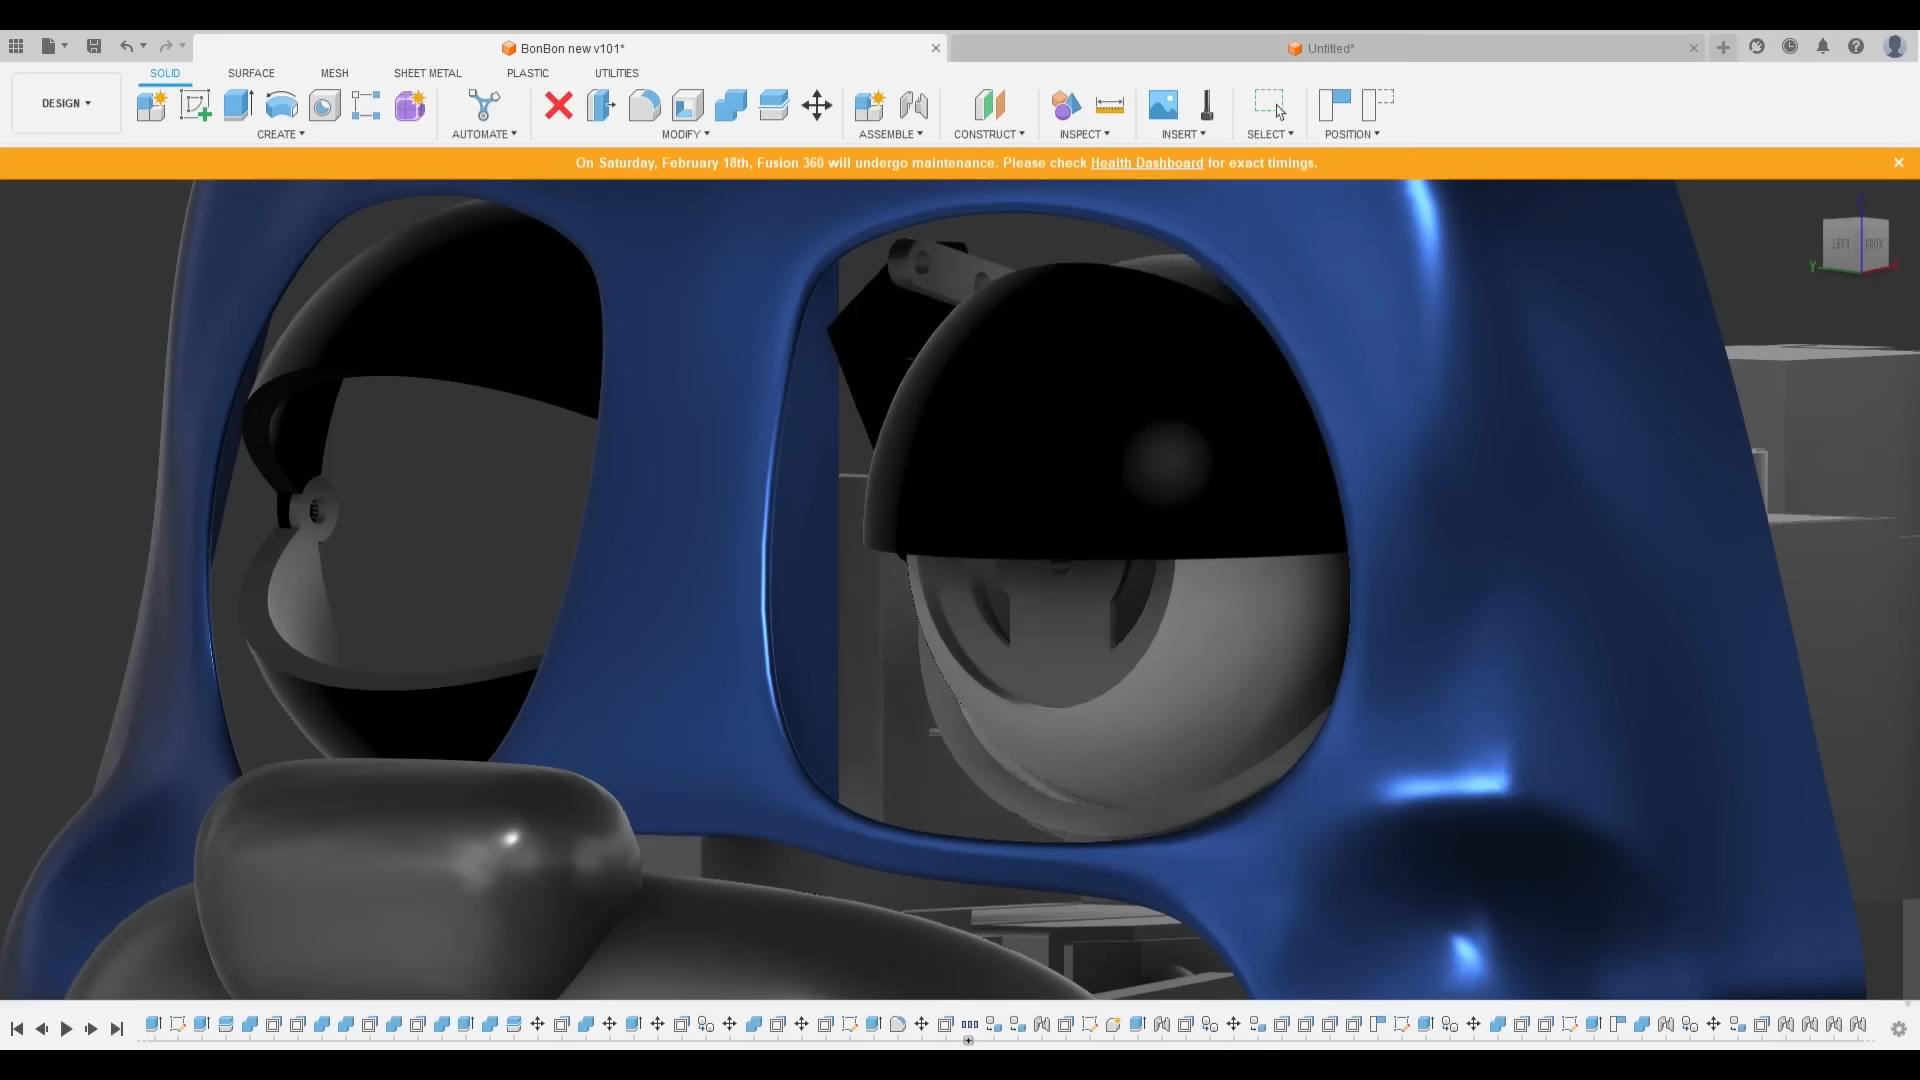 BonBon new v101*
Untitled*
SOLID
SURFACE
MESH
SHEET METAL
PLASTIC
UTILITIES
DESIGN
CREATE
AUTOMATE
MODIFY
ASSEMBLE
CONSTRUCT
INSPECT
INSERT
SELECT
POSITION
On Saturday, February 18th, Fusion 360 will undergo maintenance. Please check Health Dashboard for exact timings.
Z
LEFT
FRONT
Y
X